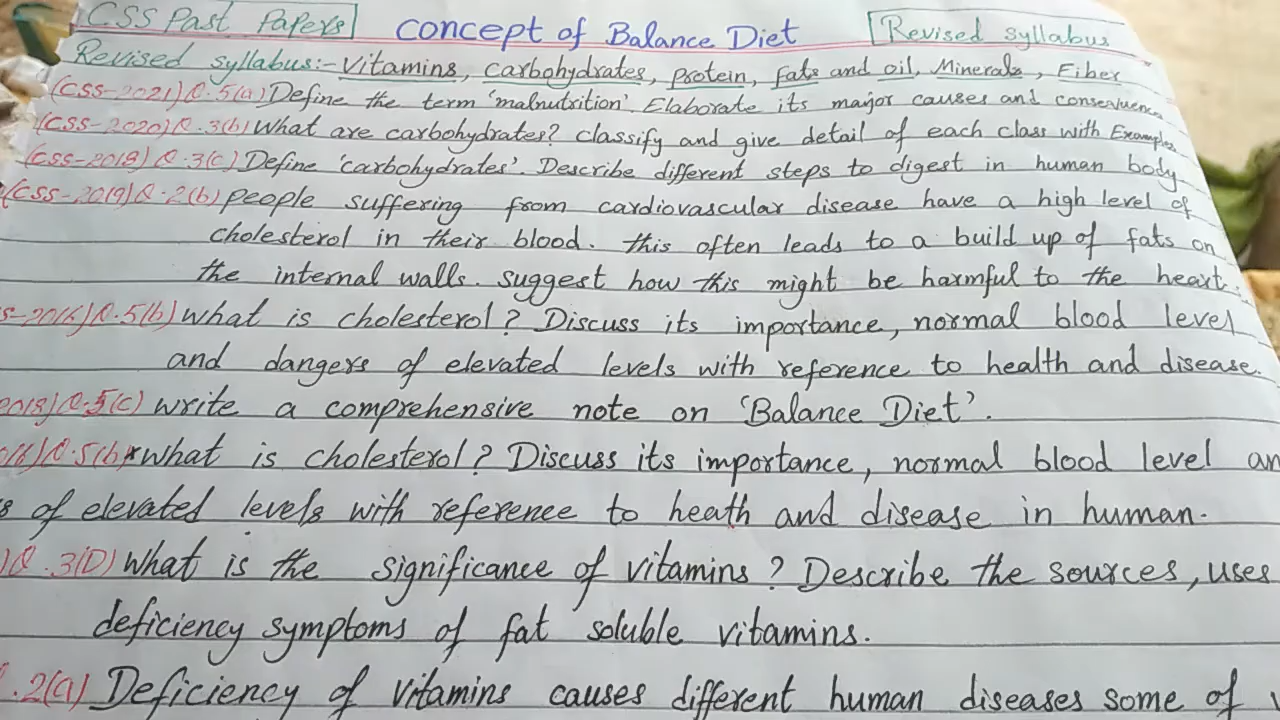 CSS Past Papers concept of Balance Diet Revised syllabus
Revised syllabus:- Vitamins, carbohydrates, protein, fats and oil, Minerals, Fiber
(CSS-2021)Q.5(a) Define the term 'malnutrition'. Elaborate its major causes and
(CSS-2020)Q.3(b) What are carbohydrates? classify and give detail of each class with Examples
(CSS-2018) Q.3(c) Define 'carbohydrates'. Describe different steps to digest in human body
(CSS-2019)Q.2(b) people suffering from cardiovascular disease have a high level of
cholesterol in their blood. this often leads to a build up of fats on
the internal walls. suggest how this might be harmful to the heart.
S-2016)Q.5(b) what is cholesterol? Discuss its importance, normal blood level
and dangers of elevated levels with reference to health and disease.
2018)Q.5(c) write a comprehensive note on 'Balance Diet'.
16)Q.5(b) what is cholesterol? Discuss its importance, normal blood level an
s of elevated levels with reference to heath and disease in human.
)Q.3(D) What is the significance of vitamins? Describe the sources, uses
deficiency symptoms of fat soluble vitamins.
.2(a) Deficiency of vitamins causes different human diseases some of